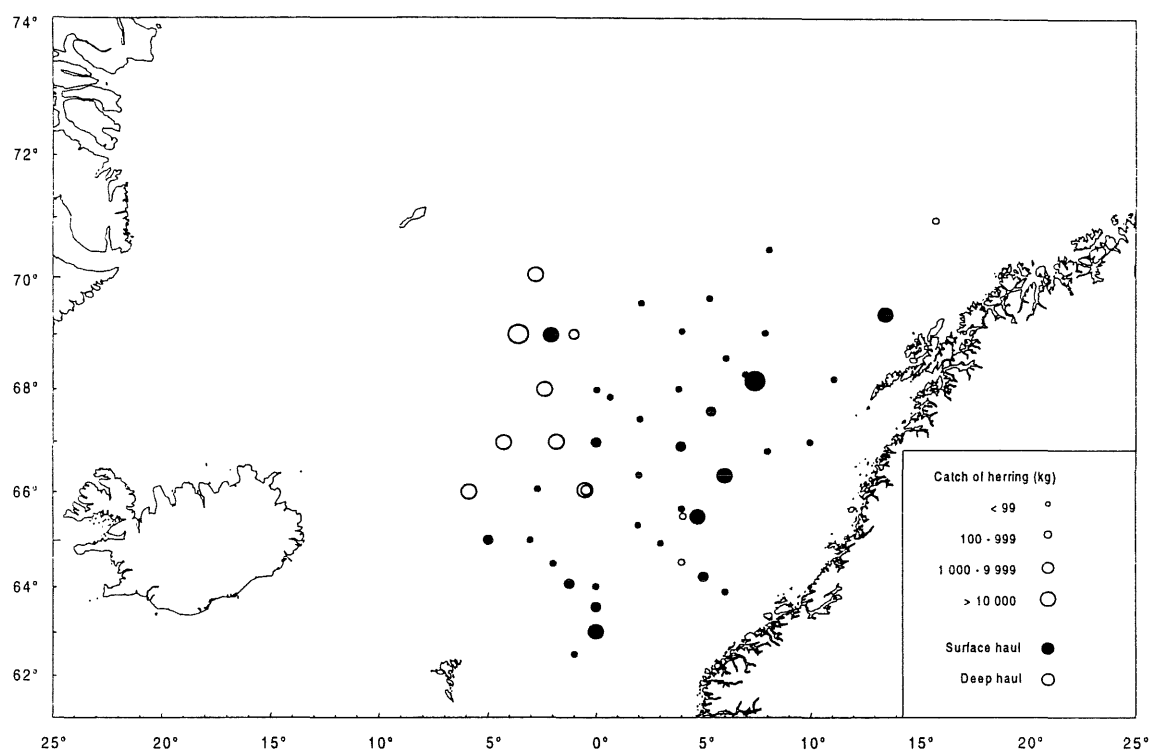 74°
72°
70°
68°
66°
64°
62°
Catch of herring (kg)
< 99
100 - 999
1 000 - 9 999
> 10 000
Surface haul
Deep haul
25° 20° 15° 10° 5° 0° 5° 10° 15° 20° 25°